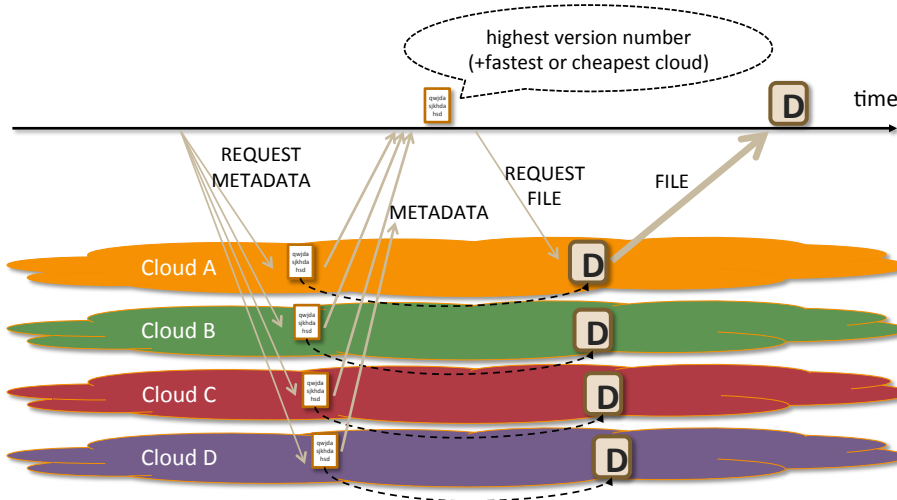 highest version number
(+fastest or cheapest cloud)
qwjda
sjkhda
hsd
D
time
REQUEST
METADATA
REQUEST
FILE
FILE
METADATA
Cloud A
qwjda
sjkhda
hsd
D
Cloud B
qwjda
sjkhda
hsd
D
Cloud C
qwjda
sjkhda
hsd
D
Cloud D
qwjda
sjkhda
hsd
D